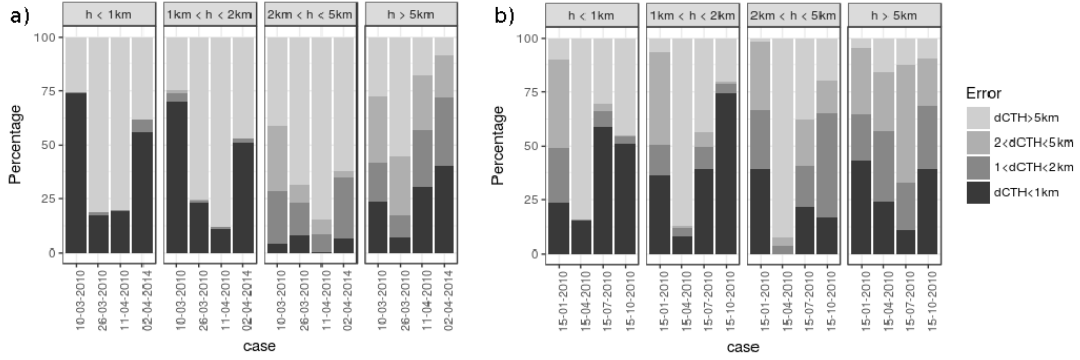 a)
h < 1km
1km < h < 2km
2km < h < 5km
h > 5km
Percentage
100
75
50
25
0
10-03-2010
26-03-2010
11-04-2010
02-04-2014
10-03-2010
26-03-2010
11-04-2010
02-04-2014
10-03-2010
26-03-2010
11-04-2010
02-04-2014
10-03-2010
26-03-2010
11-04-2010
02-04-2014
case
b)
h < 1km
1km < h < 2km
2km < h < 5km
h > 5km
Percentage
100
75
50
25
0
15-01-2010
15-04-2010
15-07-2010
15-10-2010
15-01-2010
15-04-2010
15-07-2010
15-10-2010
15-01-2010
15-04-2010
15-07-2010
15-10-2010
15-01-2010
15-04-2010
15-07-2010
15-10-2010
case
Error
dCTH>5km
2<dCTH<5km
1<dCTH<2km
dCTH<1km